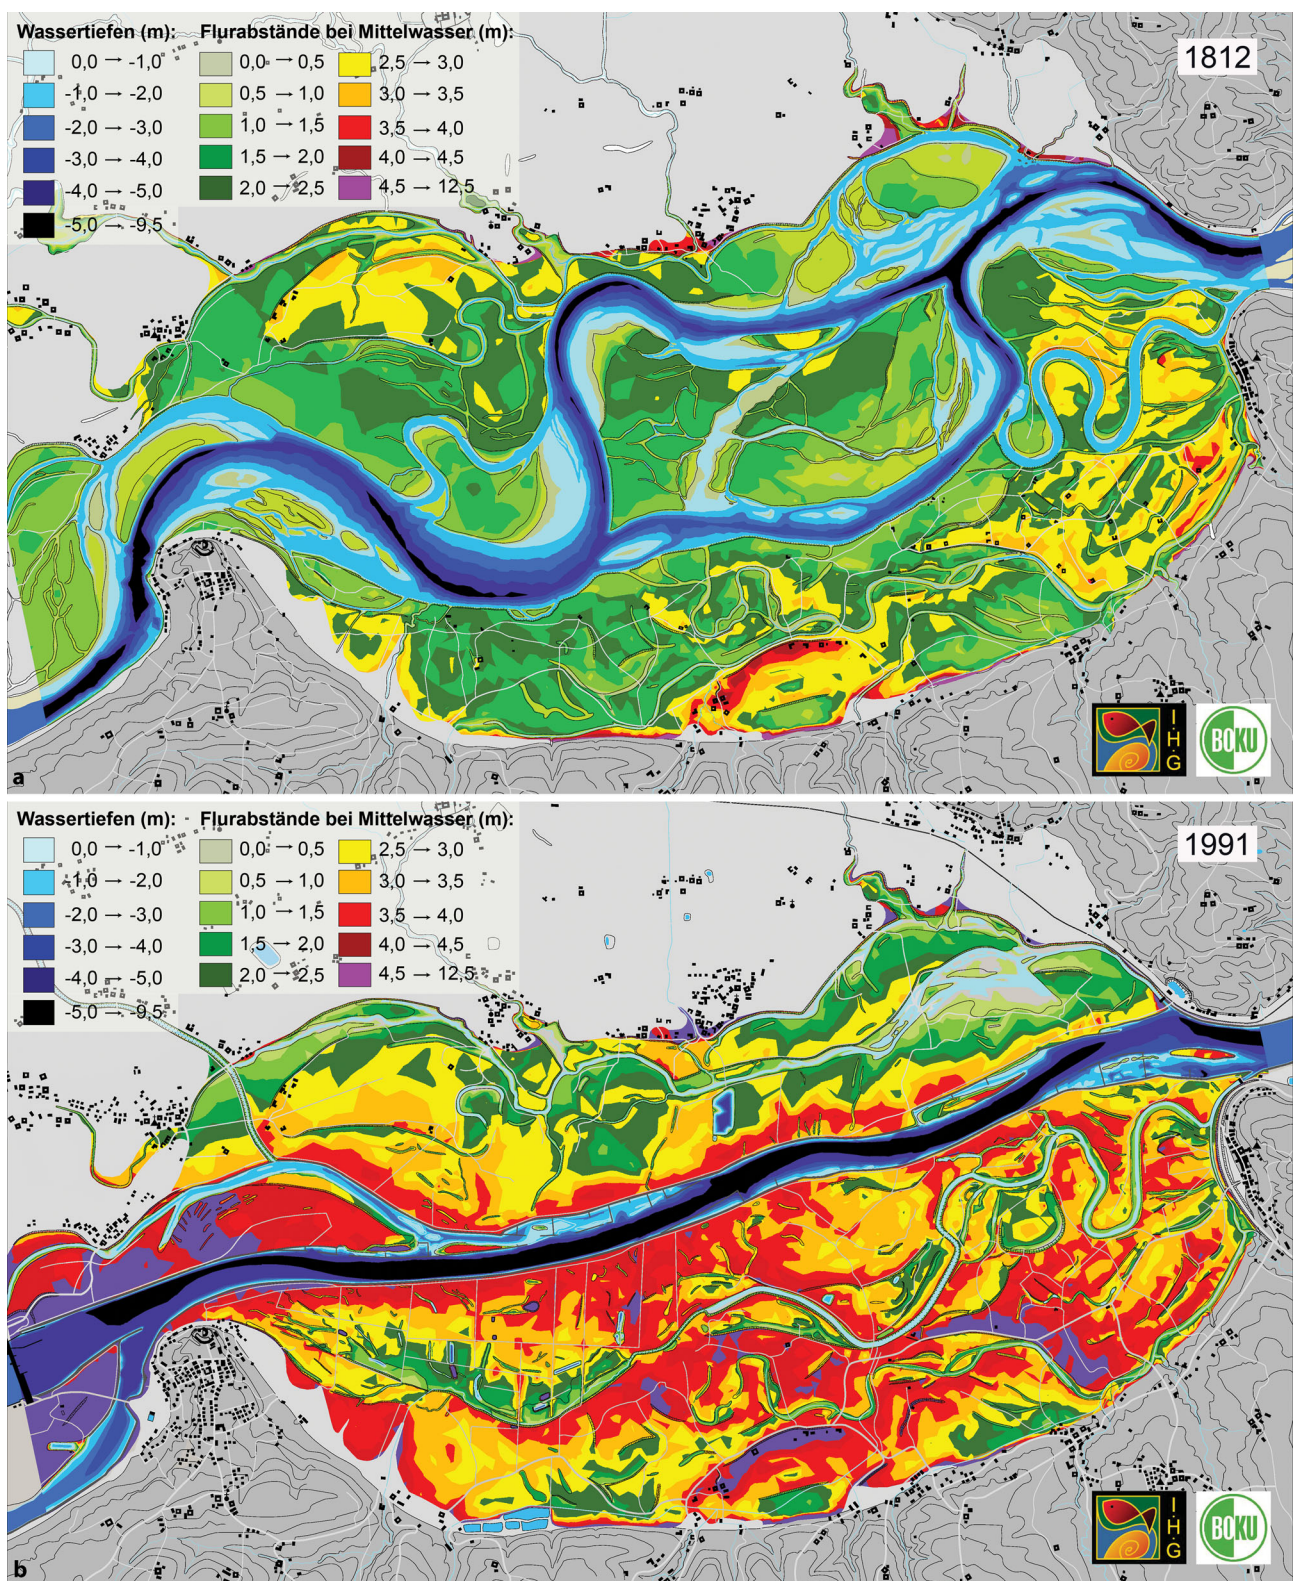 Wassertiefen (m): Flurabstände bei Mittelwasser (m):
0,0 → -1,0 0,0 → 0,5 2,5 → 3,0
-1,0 → -2,0 0,5 → 1,0 3,0 → 3,5
-2,0 → -3,0 1,0 → 1,5 3,5 → 4,0
-3,0 → -4,0 1,5 → 2,0 4,0 → 4,5
-4,0 → -5,0 2,0 → 2,5 4,5 → 12,5
-5,0 → -9,5
1812
I·H·G
BOKU
a
Wassertiefen (m): Flurabstände bei Mittelwasser (m):
0,0 → -1,0 0,0 → 0,5 2,5 → 3,0
-1,0 → -2,0 0,5 → 1,0 3,0 → 3,5
-2,0 → -3,0 1,0 → 1,5 3,5 → 4,0
-3,0 → -4,0 1,5 → 2,0 4,0 → 4,5
-4,0 → -5,0 2,0 → 2,5 4,5 → 12,5
-5,0 → -9,5
1991
I·H·G
BOKU
b